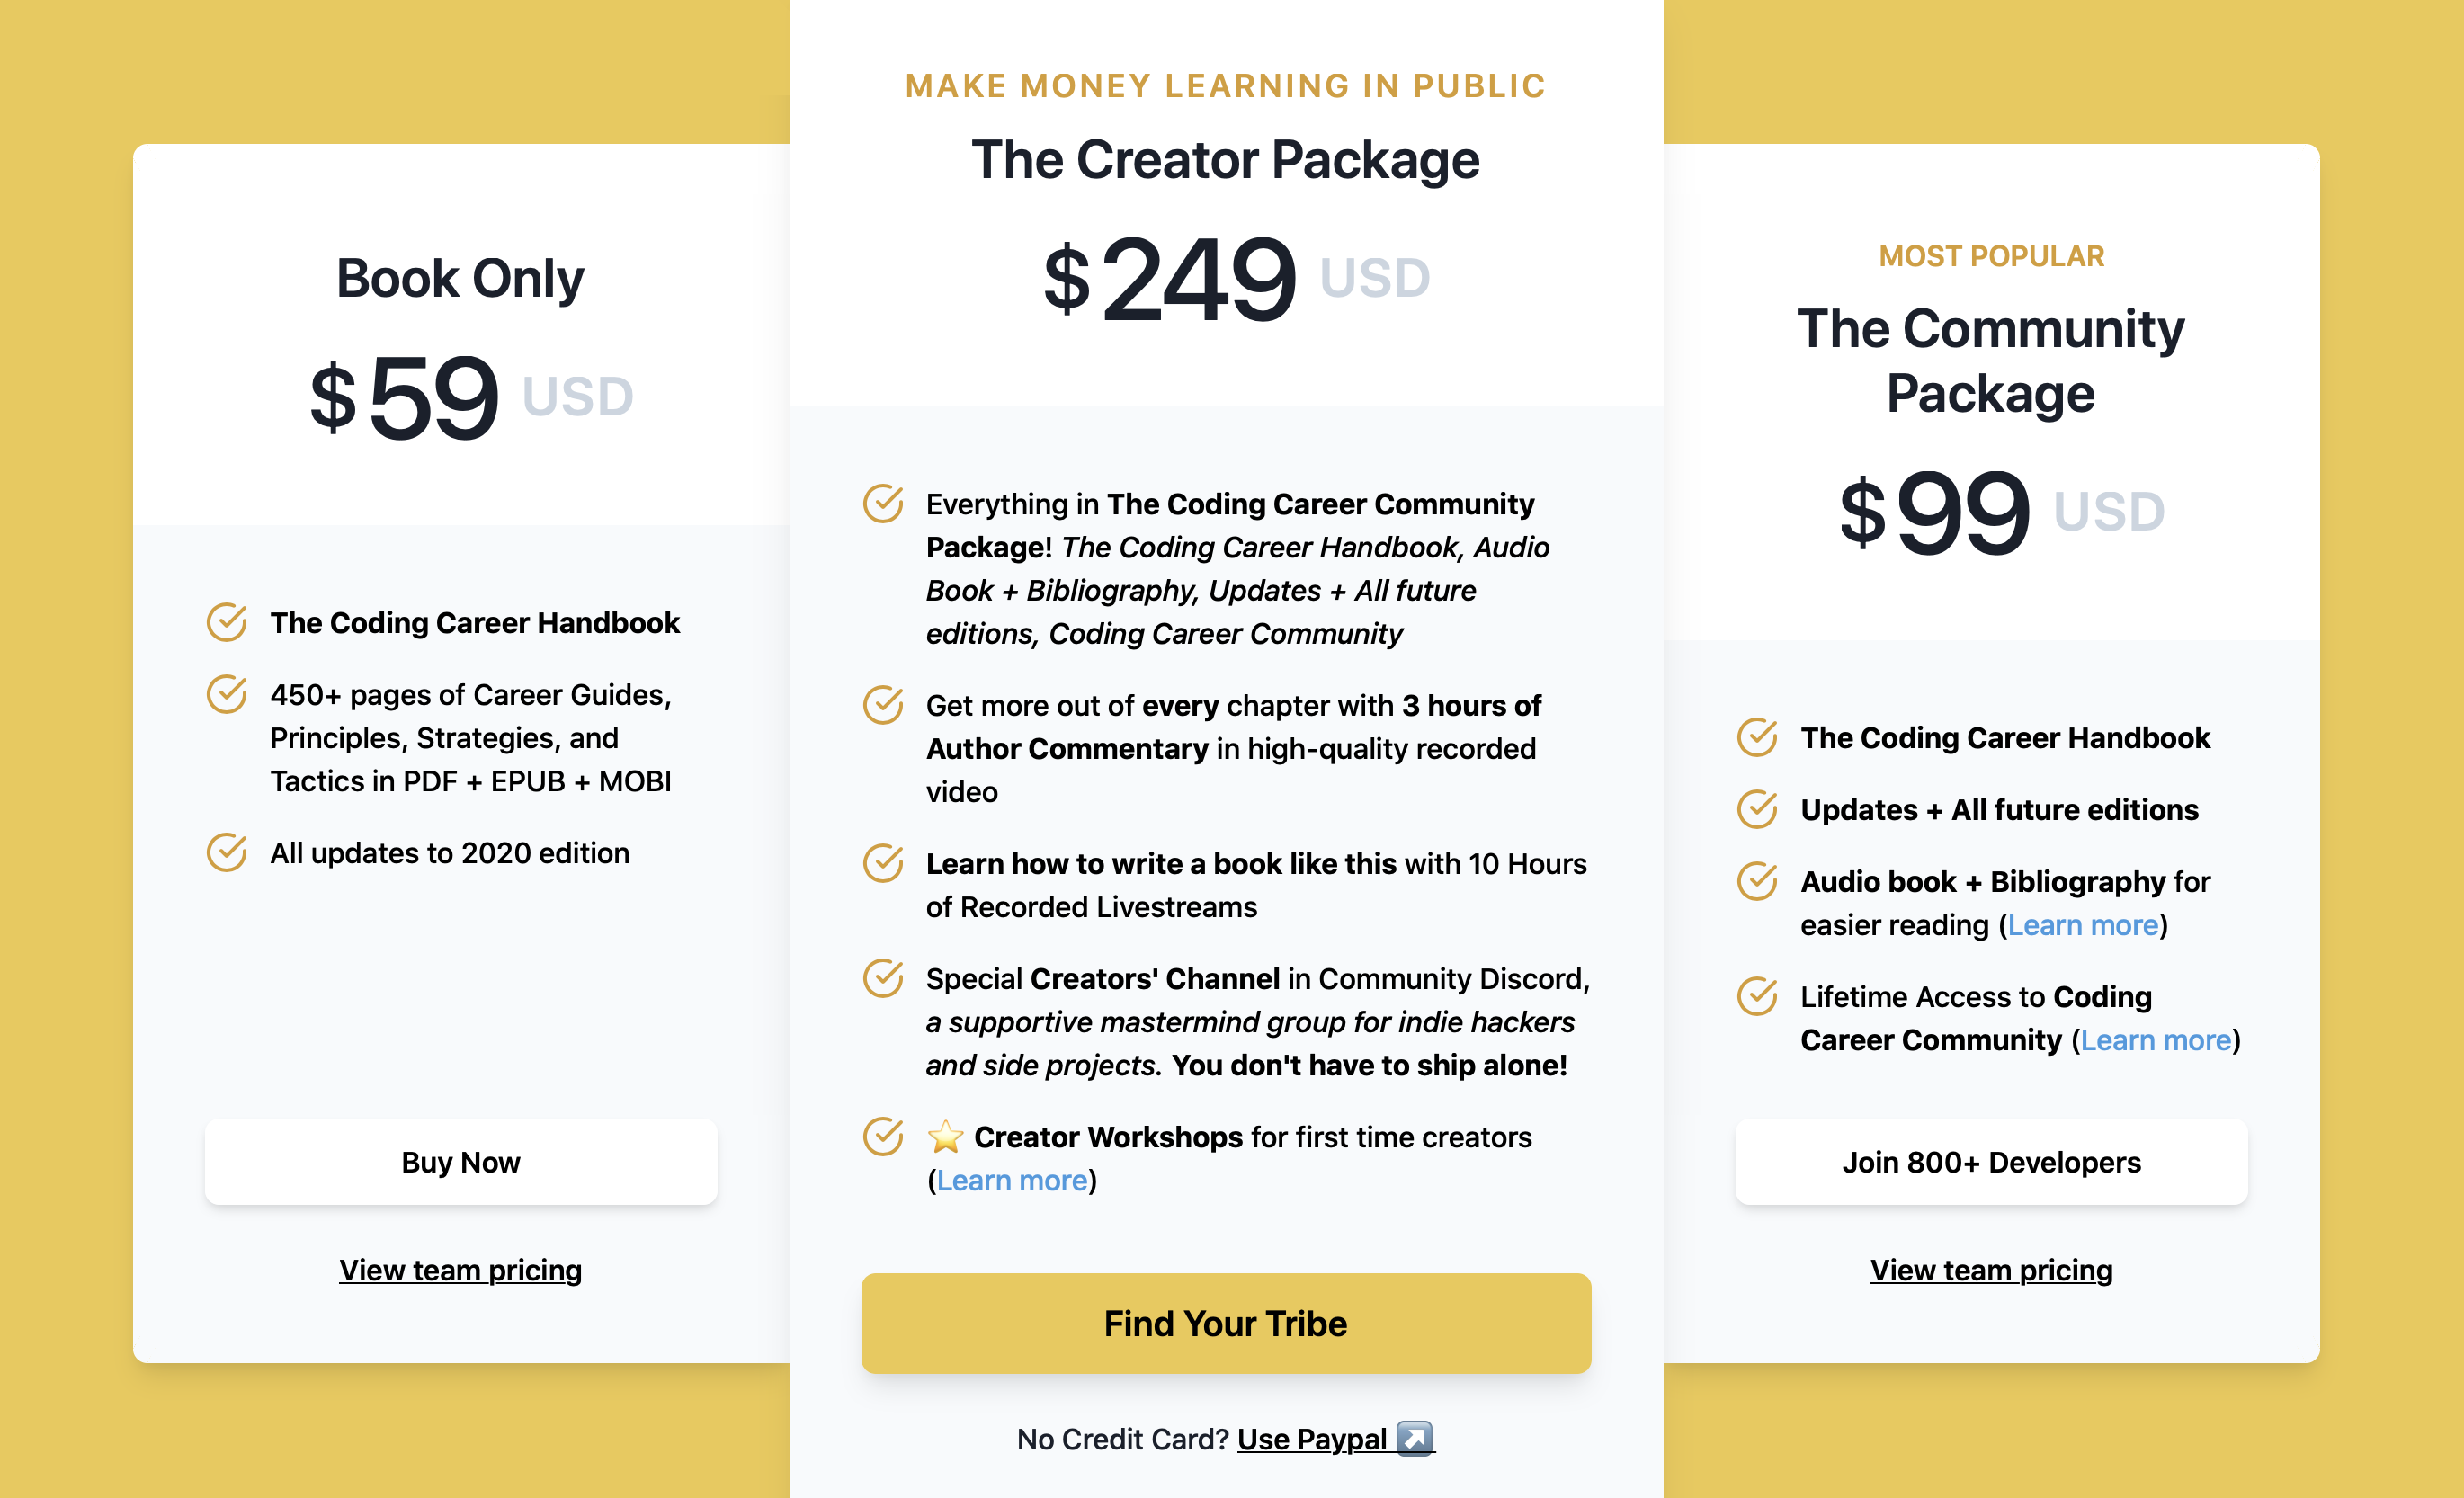 Book Only
$59 USD
The Coding Career Handbook
450+ pages of Career Guides,
Principles, Strategies, and
Tactics in PDF + EPUB + MOBI
All updates to 2020 edition
Buy Now
View team pricing
MAKE MONEY LEARNING IN PUBLIC
The Creator Package
$249 USD
Everything in The Coding Career Community
Package! The Coding Career Handbook, Audio
Book + Bibliography, Updates + All future
editions, Coding Career Community
Get more out of every chapter with 3 hours of
Author Commentary in high-quality recorded
video
Learn how to write a book like this with 10 Hours
of Recorded Livestreams
Special Creators' Channel in Community Discord,
a supportive mastermind group for indie hackers
and side projects. You don't have to ship alone!
⭐ Creator Workshops for first time creators
(Learn more)
Find Your Tribe
No Credit Card? Use Paypal ↗️
MOST POPULAR
The Community
Package
$99 USD
The Coding Career Handbook
Updates + All future editions
Audio book + Bibliography for
easier reading (Learn more)
Lifetime Access to Coding
Career Community (Learn more)
Join 800+ Developers
View team pricing